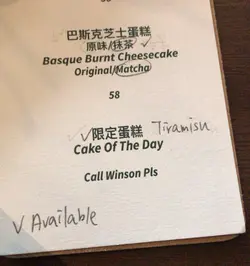 巴斯克芝士蛋糕
原味/抹茶 ✓
Basque Burnt Cheesecake
Original/Matcha
58
✓限定蛋糕 Tiramisu
Cake Of The Day
Call Winson Pls
✓ Available